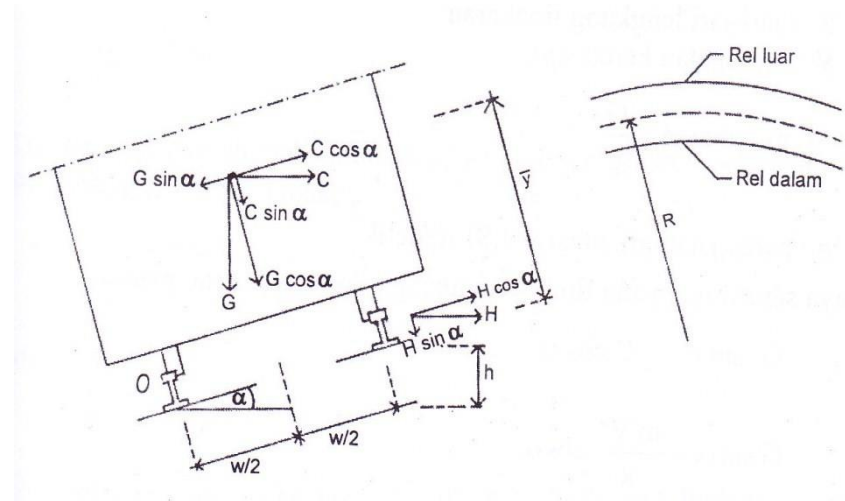 Rel luar
C cos α
G sin α
C
C sin α
ȳ
Rel dalam
R
G cos α
G
H cos α
H
H sin α
O
h
α
w/2
w/2